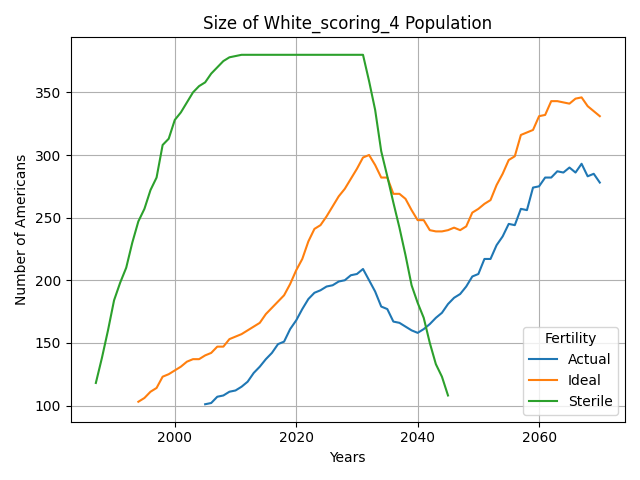 Size of White_scoring_4 Population
Number of Americans
350
300
250
200
150
100
2000
2020
2040
2060
Years
Fertility
Actual
Ideal
Sterile